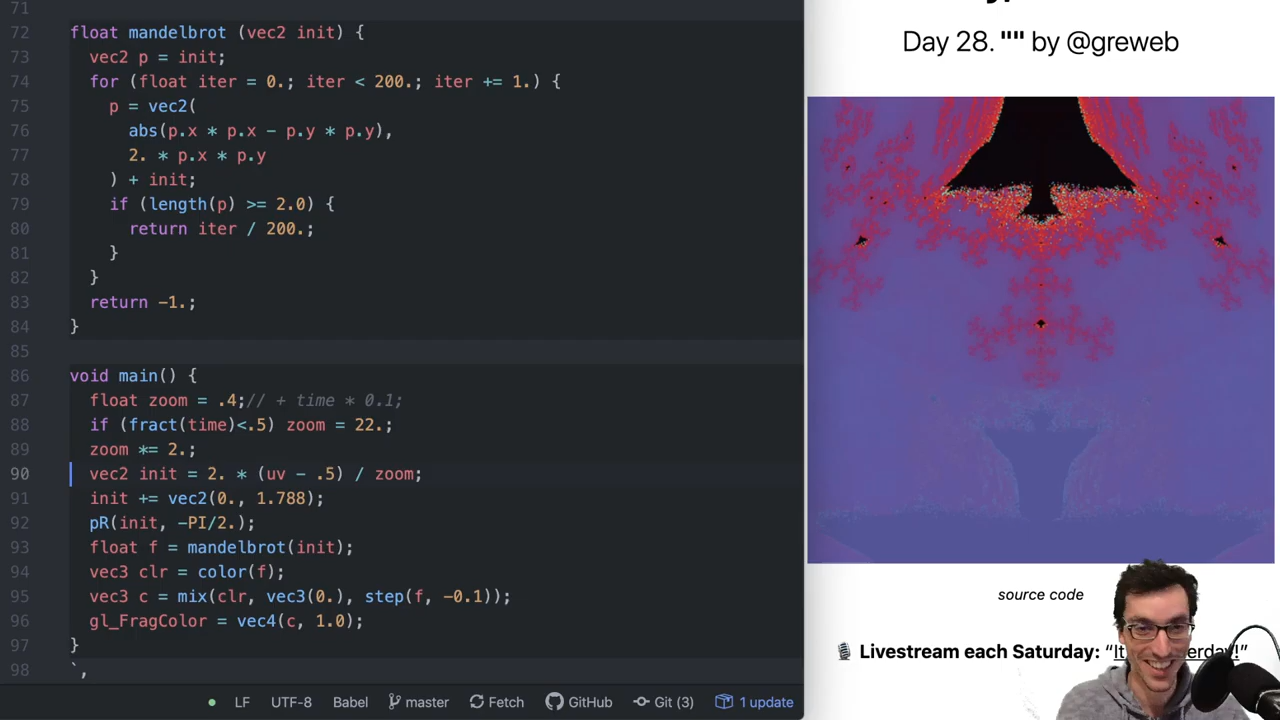 71
72 float mandelbrot (vec2 init) {
73 vec2 p = init;
74 for (float iter = 0.; iter < 200.; iter += 1.) {
75 p = vec2(
76 abs(p.x * p.x - p.y * p.y),
77 2. * p.x * p.y
78 ) + init;
79 if (length(p) >= 2.0) {
80 return iter / 200.;
81 }
82 }
83 return -1.;
84 }
85
86 void main() {
87 float zoom = .4;// + time * 0.1;
88 if (fract(time)<.5) zoom = 22.;
89 zoom *= 2.;
90 vec2 init = 2. * (uv - .5) / zoom;
91 init += vec2(0., 1.788);
92 pR(init, -PI/2.);
93 float f = mandelbrot(init);
94 vec3 clr = color(f);
95 vec3 c = mix(clr, vec3(0.), step(f, -0.1));
96 gl_FragColor = vec4(c, 1.0);
97 }
98 `,
LF UTF-8 Babel master Fetch GitHub Git (3) 1 update
Day 28. "" by @greweb
source code
Livestream each Saturday: